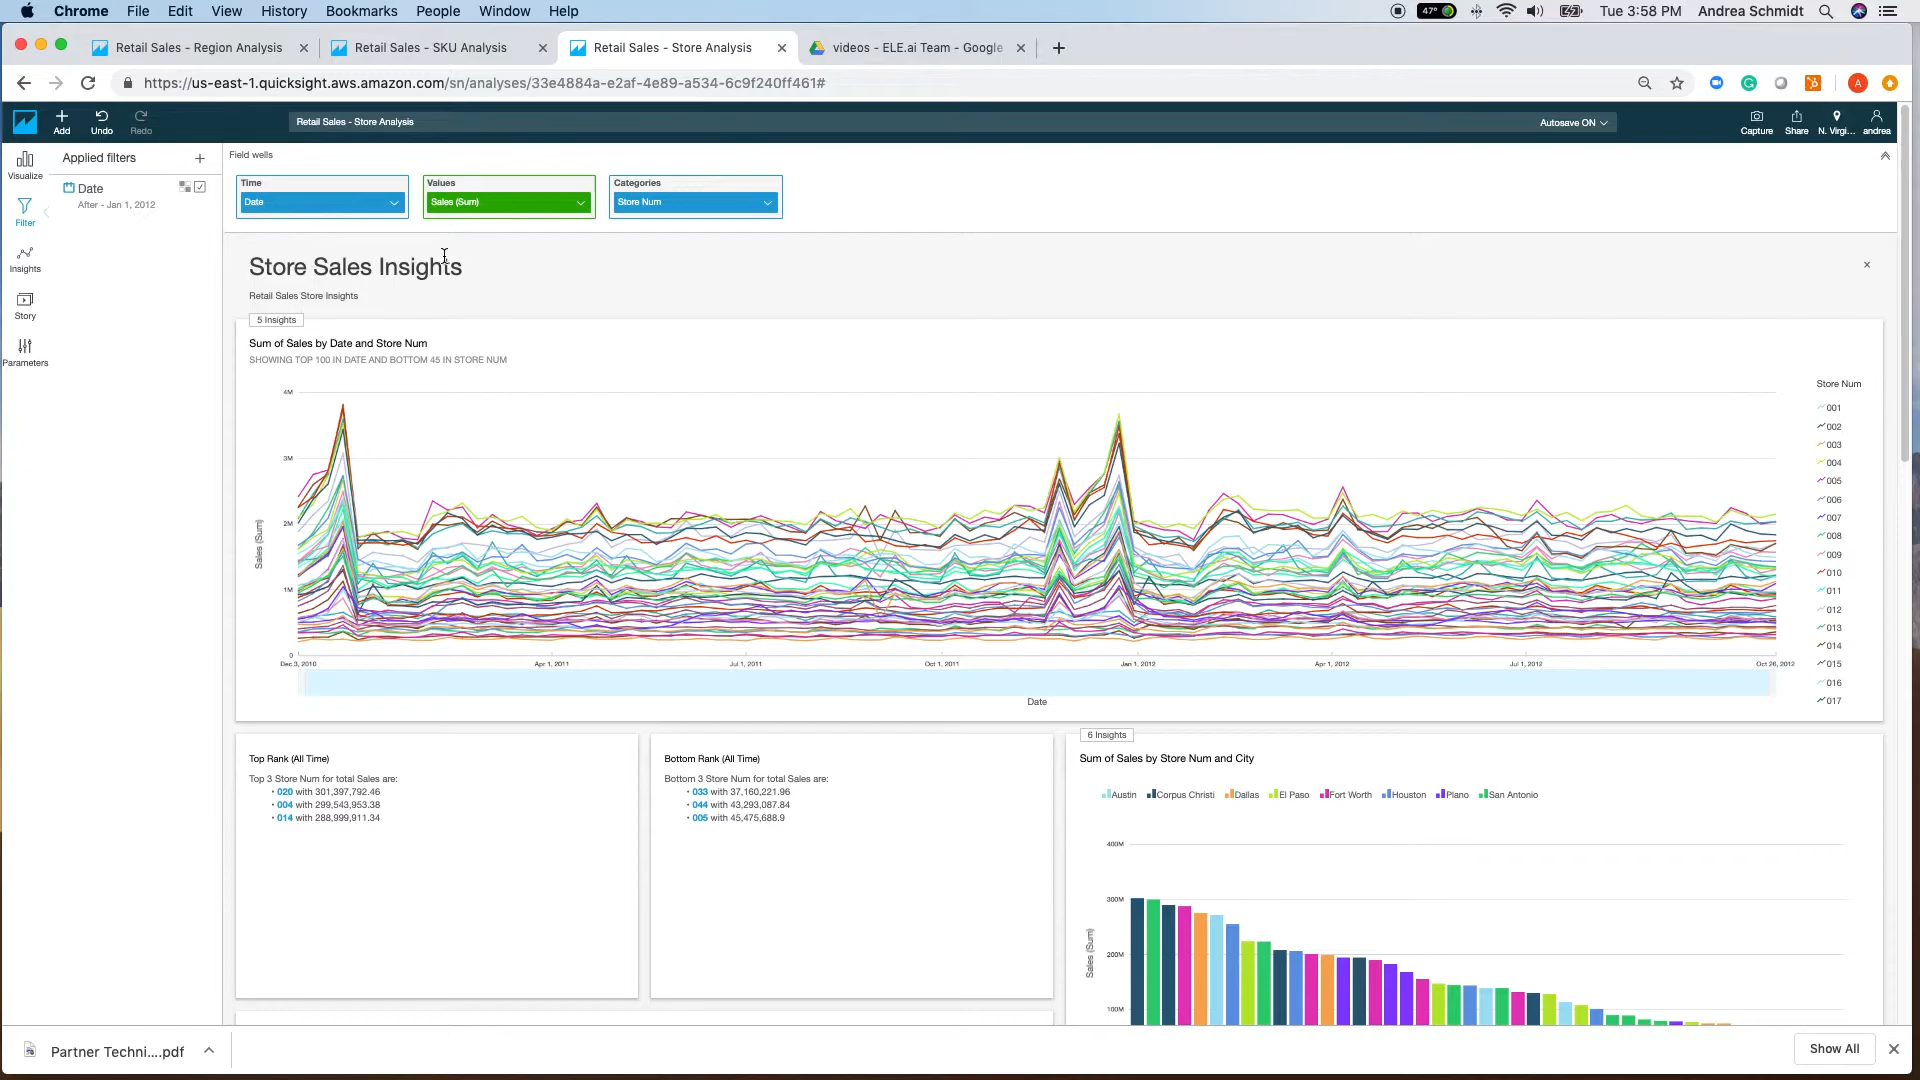 Chrome File Edit View History Bookmarks People Window Help
47° Tue 3:58 PM Andrea Schmidt
Retail Sales - Region Analysis
Retail Sales - SKU Analysis
Retail Sales - Store Analysis
videos - ELE.ai Team - Google
https://us-east-1.quicksight.aws.amazon.com/sn/analyses/33e4884a-e2af-4e89-a534-6c9f240ff461#
A
Add
Undo
Redo
Retail Sales - Store Analysis
Autosave ON
Capture
Share
N. Virgi...
andrea
Visualize
Filter
Insights
Story
Parameters
Applied filters
Date
After - Jan 1, 2012
Field wells
Time
Date
Values
Sales (Sum)
Categories
Store Num
Store Sales Insights
Retail Sales Store Insights
5 Insights
Sum of Sales by Date and Store Num
SHOWING TOP 100 IN DATE AND BOTTOM 45 IN STORE NUM
4M
3M
2M
1M
0
Sales (Sum)
Dec 3, 2010
Apr 1, 2011
Jul 1, 2011
Oct 1, 2011
Jan 1, 2012
Apr 1, 2012
Jul 1, 2012
Oct 26, 2012
Date
Store Num
001
002
003
004
005
006
007
008
009
010
011
012
013
014
015
016
017
Top Rank (All Time)
Top 3 Store Num for total Sales are:
• 020 with 301,397,792.46
• 004 with 299,543,953.38
• 014 with 288,999,911.34
Bottom Rank (All Time)
Bottom 3 Store Num for total Sales are:
• 033 with 37,160,221.96
• 044 with 43,293,087.84
• 005 with 45,475,688.9
6 Insights
Sum of Sales by Store Num and City
Austin Corpus Christi Dallas El Paso Fort Worth Houston Plano San Antonio
400M
300M
200M
100M
Sales (Sum)
Partner Techni....pdf
Show All